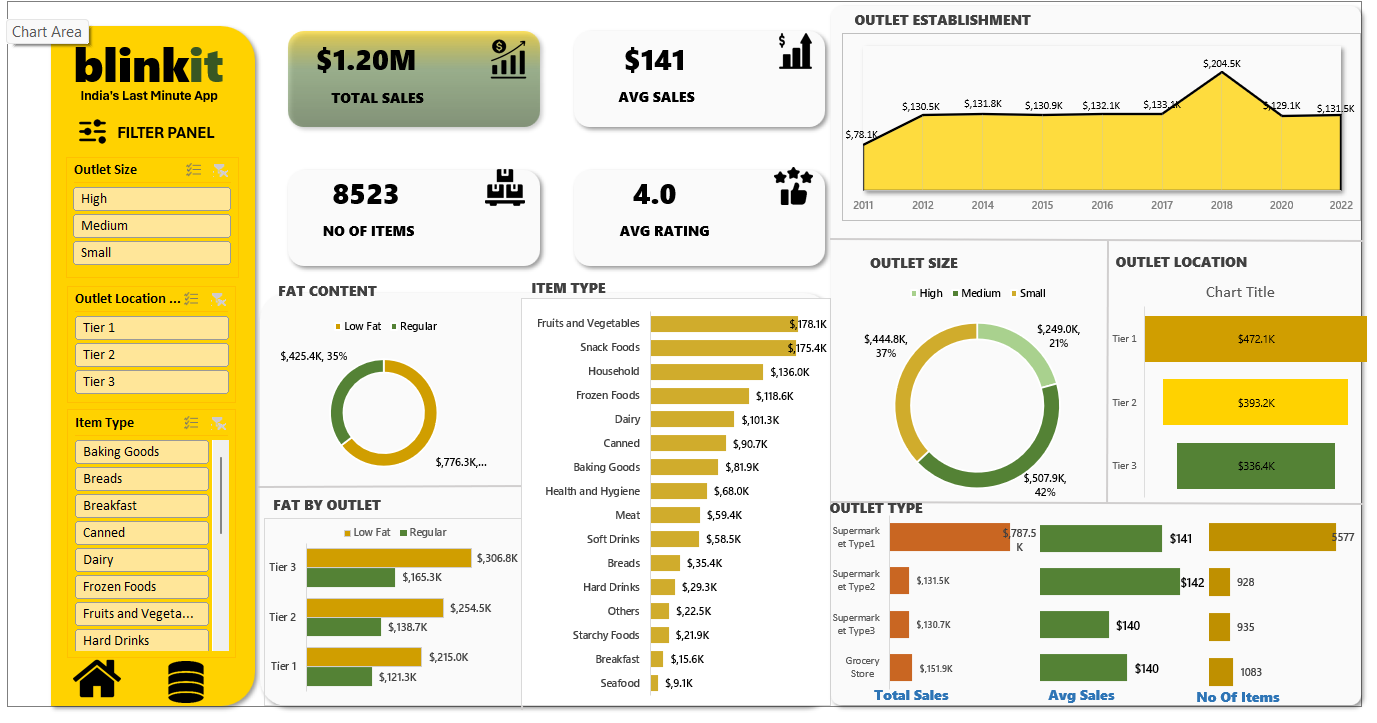 Chart Area
blinkit
India's Last Minute App
FILTER PANEL
Outlet Size
High
Medium
Small
Outlet Location ...
Tier 1
Tier 2
Tier 3
Item Type
Baking Goods
Breads
Breakfast
Canned
Dairy
Frozen Foods
Fruits and Vegeta...
Hard Drinks
$1.20M
TOTAL SALES
$141
AVG SALES
8523
NO OF ITEMS
4.0
AVG RATING
FAT CONTENT
Low Fat Regular
$,425.4K, 35%
$,776.3K,...
FAT BY OUTLET
Low Fat Regular
Tier 3 $,306.8K
$,165.3K
Tier 2 $,254.5K
$,138.7K
Tier 1 $,215.0K
$,121.3K
ITEM TYPE
Fruits and Vegetables $,178.1K
Snack Foods $,175.4K
Household $,136.0K
Frozen Foods $,118.6K
Dairy $,101.3K
Canned $,90.7K
Baking Goods $,81.9K
Health and Hygiene $,68.0K
Meat $,59.4K
Soft Drinks $,58.5K
Breads $,35.4K
Hard Drinks $,29.3K
Others $,22.5K
Starchy Foods $,21.9K
Breakfast $,15.6K
Seafood $,9.1K
OUTLET ESTABLISHMENT
$,78.1K $,130.5K $,131.8K $,130.9K $,132.1K $,133.1K $,204.5K $,129.1K $,131.5K
2011 2012 2014 2015 2016 2017 2018 2020 2022
OUTLET SIZE
High Medium Small
$,249.0K,
21%
$,444.8K,
37%
$,507.9K,
42%
OUTLET LOCATION
Chart Title
Tier 1 $472.1K
Tier 2 $393.2K
Tier 3 $336.4K
OUTLET TYPE
Supermark
et Type1
$,787.5
K
$141
5577
Supermark
et Type2
$,131.5K
$142
928
Supermark
et Type3
$,130.7K
$140
935
Grocery
Store
$,151.9K
$140
1083
Total Sales Avg Sales No Of Items